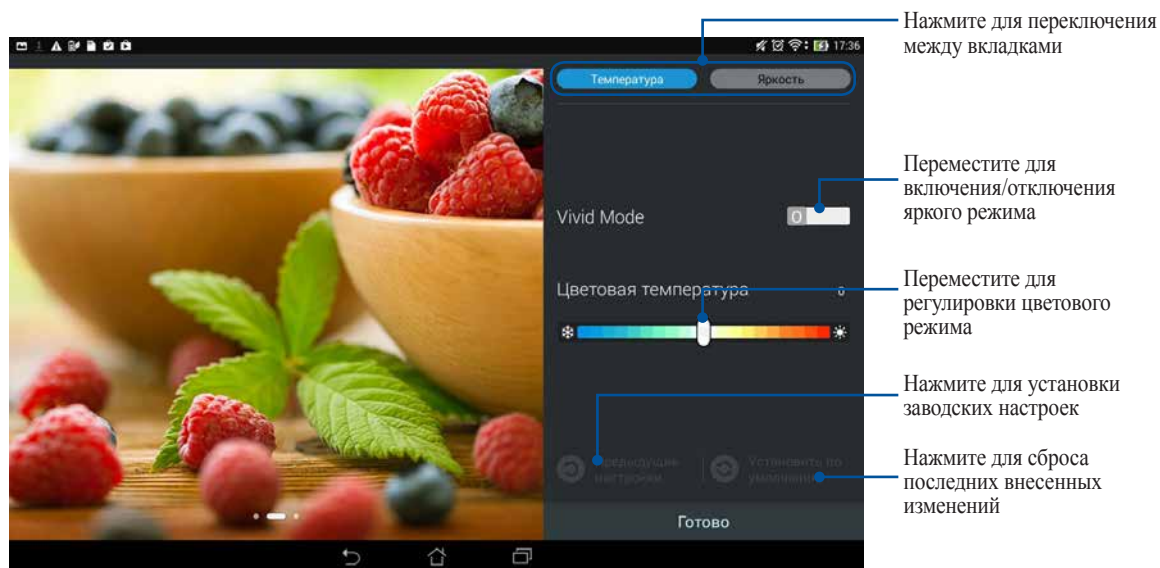 Нажмите для переключения
между вкладками
17:36
Температура
Яркость
Переместите для
включения/отключения
яркого режима
Vivid Mode
O
Переместите для
регулировки цветового
режима
Цветовая температура
0
Нажмите для установки
заводских настроек
Предыдущие
настройки
Установить по
умолчанию
Нажмите для сброса
последних внесенных
изменений
Готово